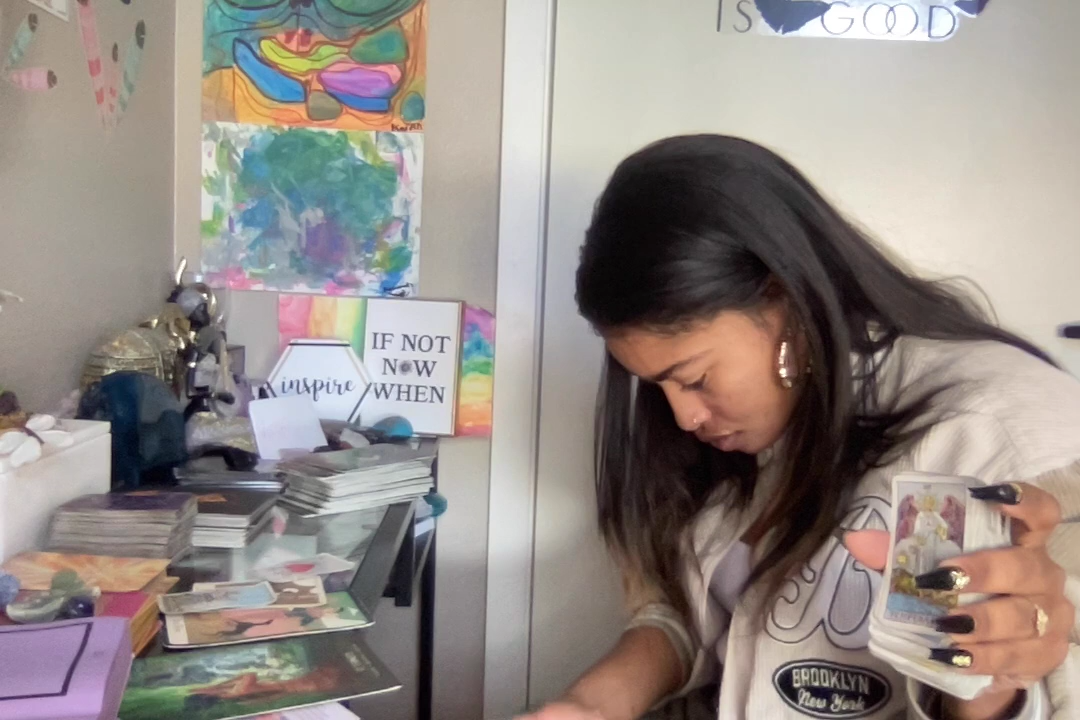 IS GOOD
IF NOT
NOW
WHEN
inspire
BROOKLYN
New York